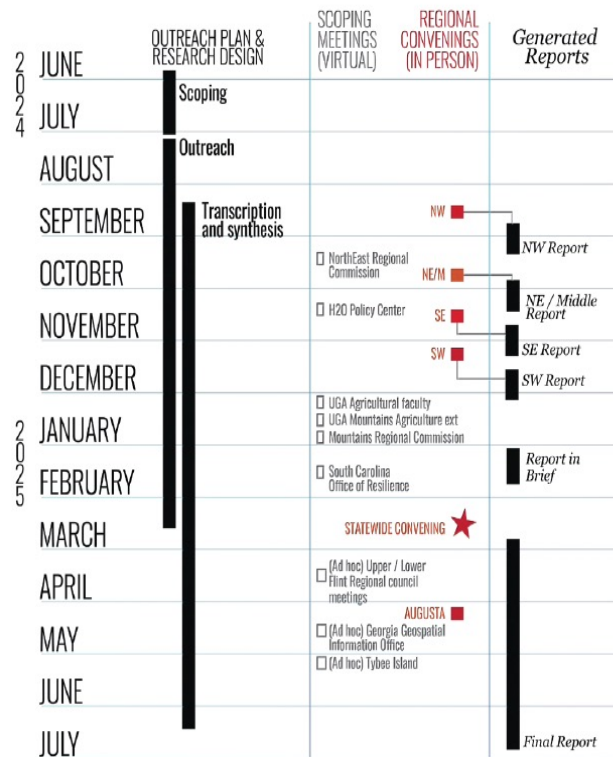 OUTREACH PLAN &
RESEARCH DESIGN
SCOPING
MEETINGS
(VIRTUAL)
REGIONAL
CONVENINGS
(IN PERSON)
Generated
Reports
2024
JUNE
Scoping
JULY
Outreach
AUGUST
SEPTEMBER
Transcription
and synthesis
NW
NW Report
OCTOBER
NorthEast Regional
Commission
NE/M
NE / Middle
Report
NOVEMBER
H2O Policy Center
SE
SE Report
DECEMBER
SW
SW Report
2025
JANUARY
UGA Agricultural faculty
UGA Mountains Agriculture ext
Mountains Regional Commission
FEBRUARY
South Carolina
Office of Resilience
Report in
Brief
MARCH
STATEWIDE CONVENING
APRIL
(Ad hoc) Upper / Lower
Flint Regional council
meetings
AUGUSTA
MAY
(Ad hoc) Georgia Geospatial
Information Office
(Ad hoc) Tybee Island
JUNE
JULY
Final Report